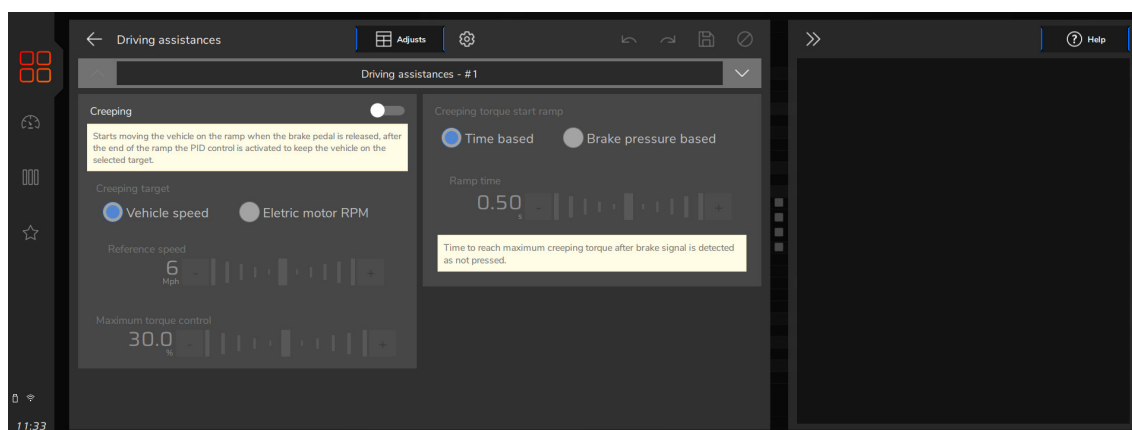 Driving assistances
Adjusts
Help
Driving assistances - #1
Creeping
Starts moving the vehicle on the ramp when the brake pedal is released, after
the end of the ramp the PID control is activated to keep the vehicle on the
selected target.
Creeping target
Vehicle speed
Eletric motor RPM
Reference speed
6
Mph
- +
Maximum torque control
30.0
%
- +
Creeping torque start ramp
Time based
Brake pressure based
Ramp time
0.50
s
- +
Time to reach maximum creeping torque after brake signal is detected
as not pressed.
11:33